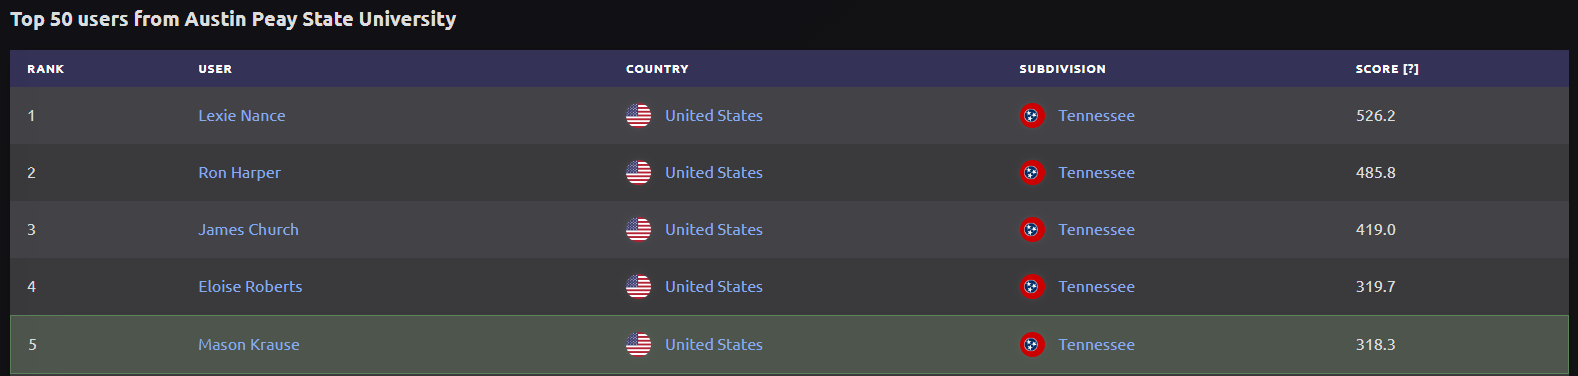 Top 50 users from Austin Peay State University
RANK USER COUNTRY SUBDIVISION SCORE [?]
1 Lexie Nance United States Tennessee 526.2
2 Ron Harper United States Tennessee 485.8
3 James Church United States Tennessee 419.0
4 Eloise Roberts United States Tennessee 319.7
5 Mason Krause United States Tennessee 318.3